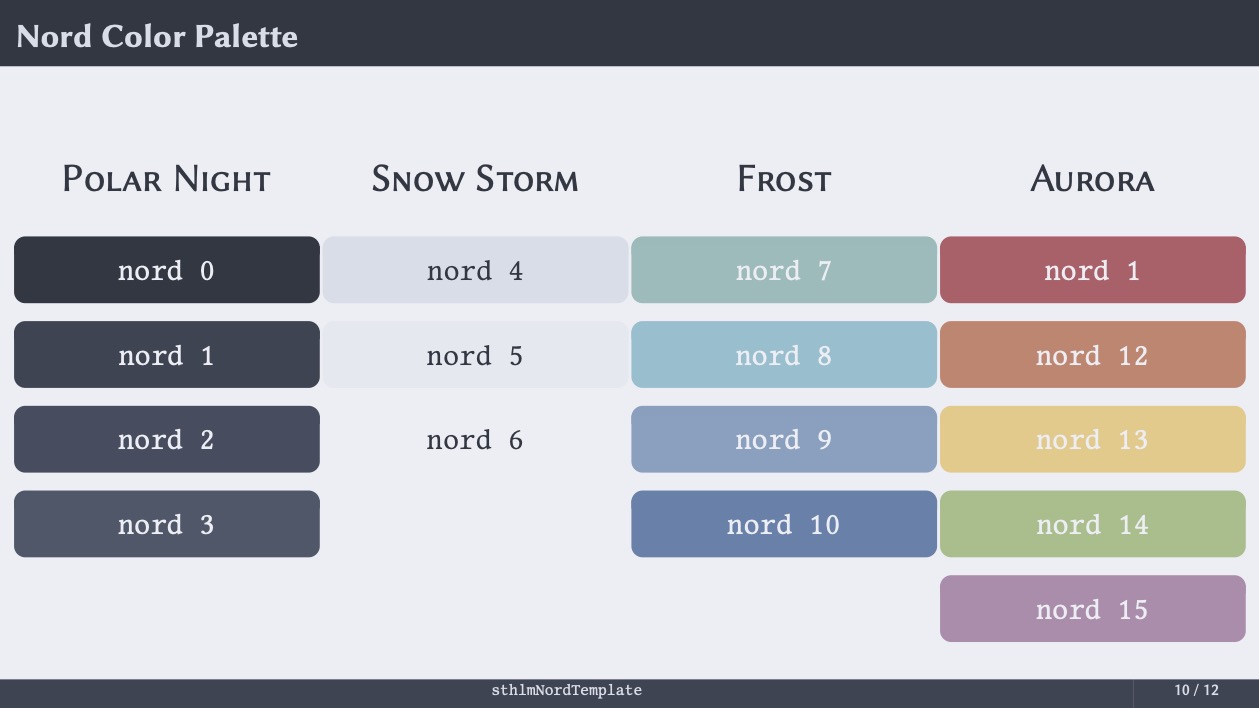 Nord Color Palette
Polar Night
nord 0
nord 1
nord 2
nord 3
Snow Storm
nord 4
nord 5
nord 6
Frost
nord 7
nord 8
nord 9
nord 10
Aurora
nord 1
nord 12
nord 13
nord 14
nord 15
sthlmNordTemplate
10 / 12